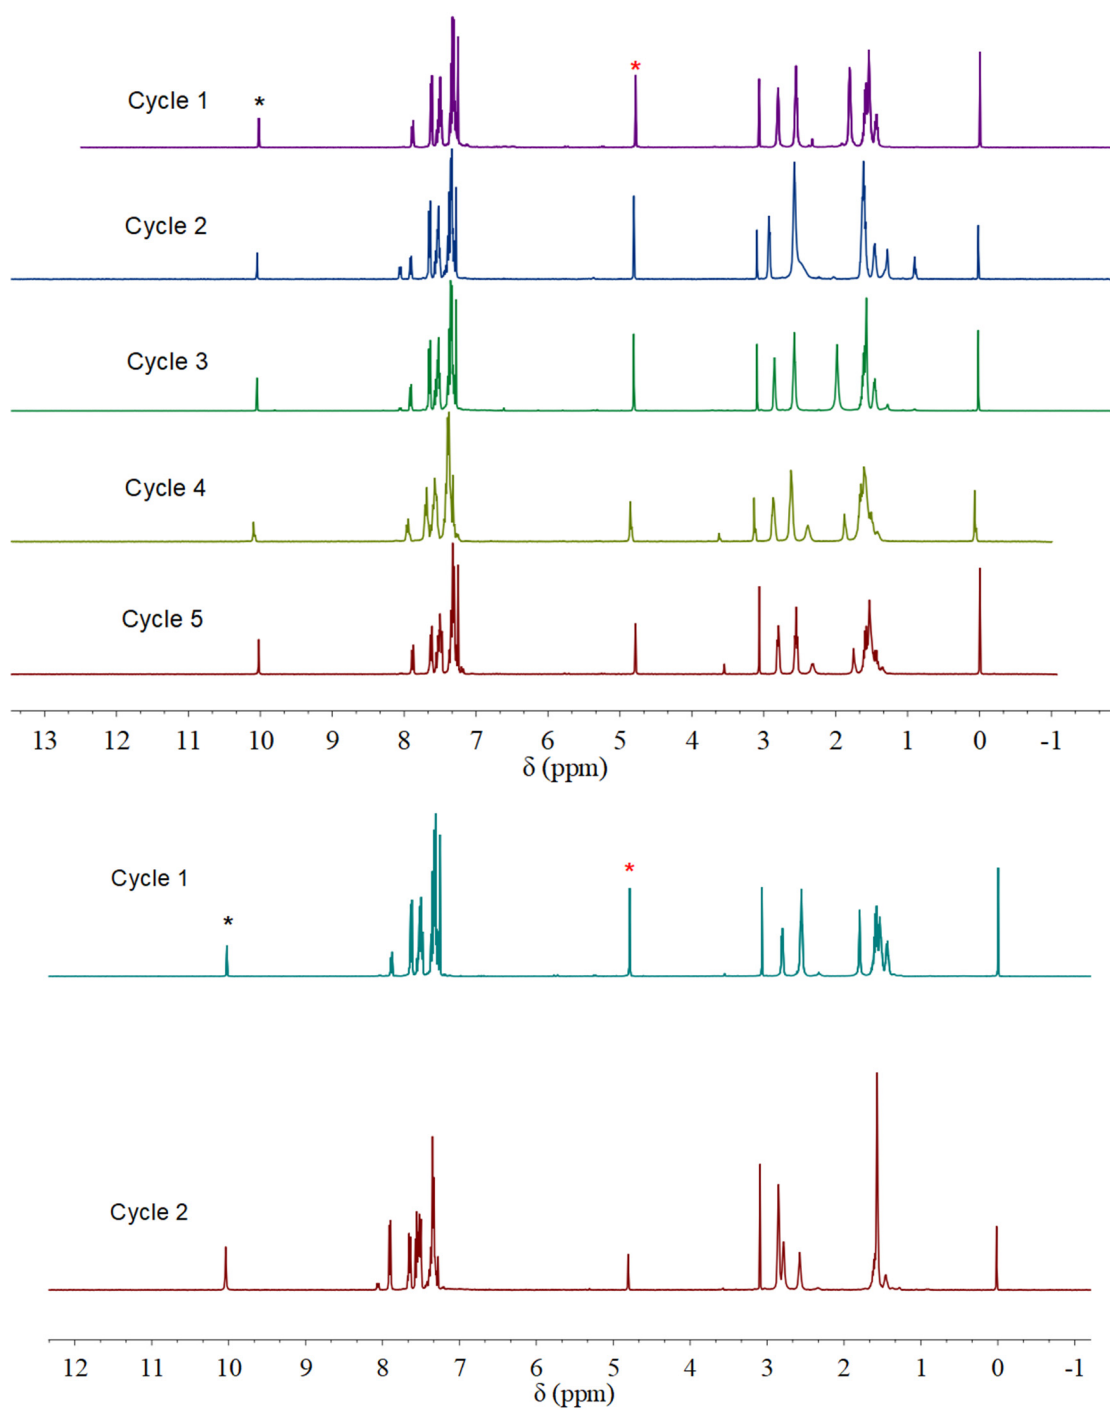 *
Cycle 1
*
Cycle 2
Cycle 3
Cycle 4
Cycle 5
13 12 11 10 9 8 7 6 5 4 3 2 1 0 -1
δ (ppm)
*
Cycle 1
*
Cycle 2
12 11 10 9 8 7 6 5 4 3 2 1 0 -1
δ (ppm)